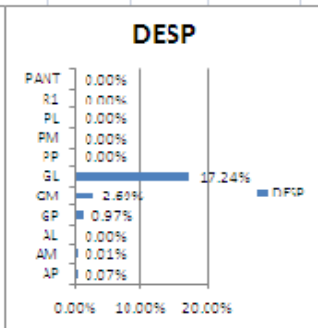 DESP
PANT 0.00%
R1 0.00%
PL 0.00%
PM 0.00%
PP 0.00%
GL 17.24%
GM 2.60%
GP 0.97%
AL 0.00%
AM 0.01%
AP 0.07%
DESP
0.00% 10.00% 20.00%